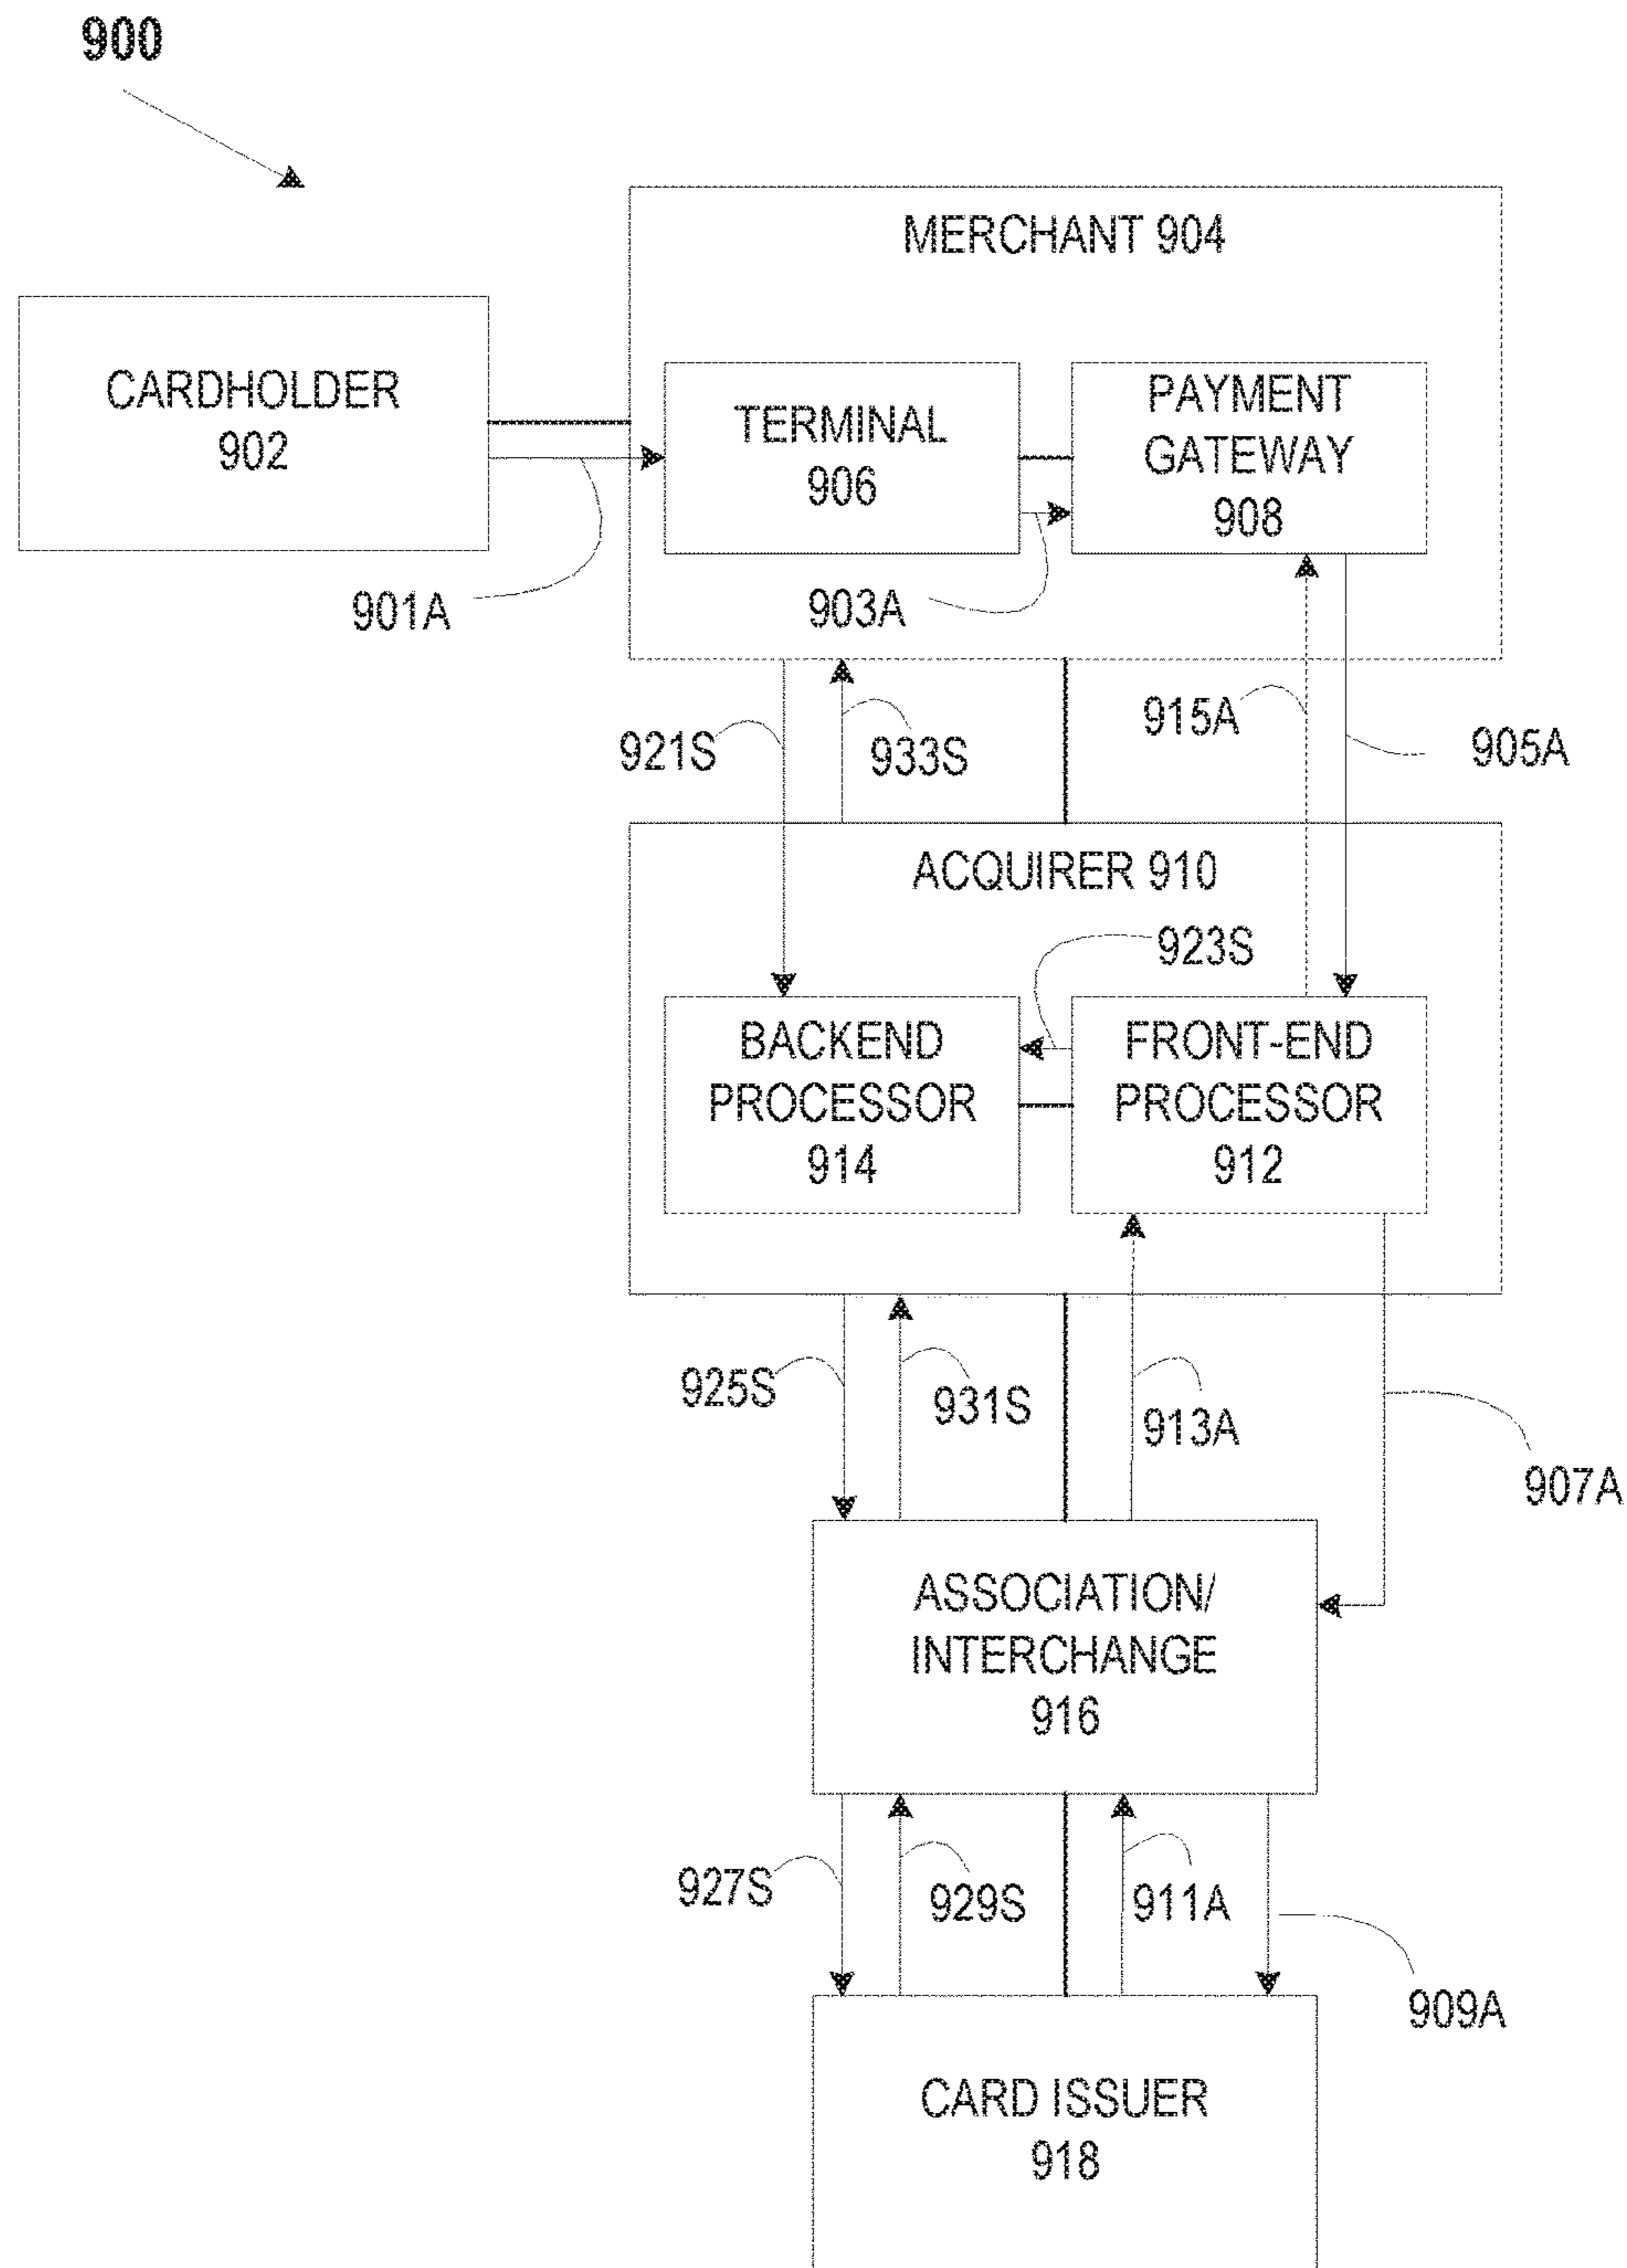 900
MERCHANT 904
CARDHOLDER
902
TERMINAL
906
PAYMENT
GATEWAY
908
901A
903A
921S
933S
915A
905A
ACQUIRER 910
923S
BACKEND
PROCESSOR
914
FRONT-END
PROCESSOR
912
925S
931S
913A
907A
ASSOCIATION/
INTERCHANGE
916
927S
929S
911A
909A
CARD ISSUER
918